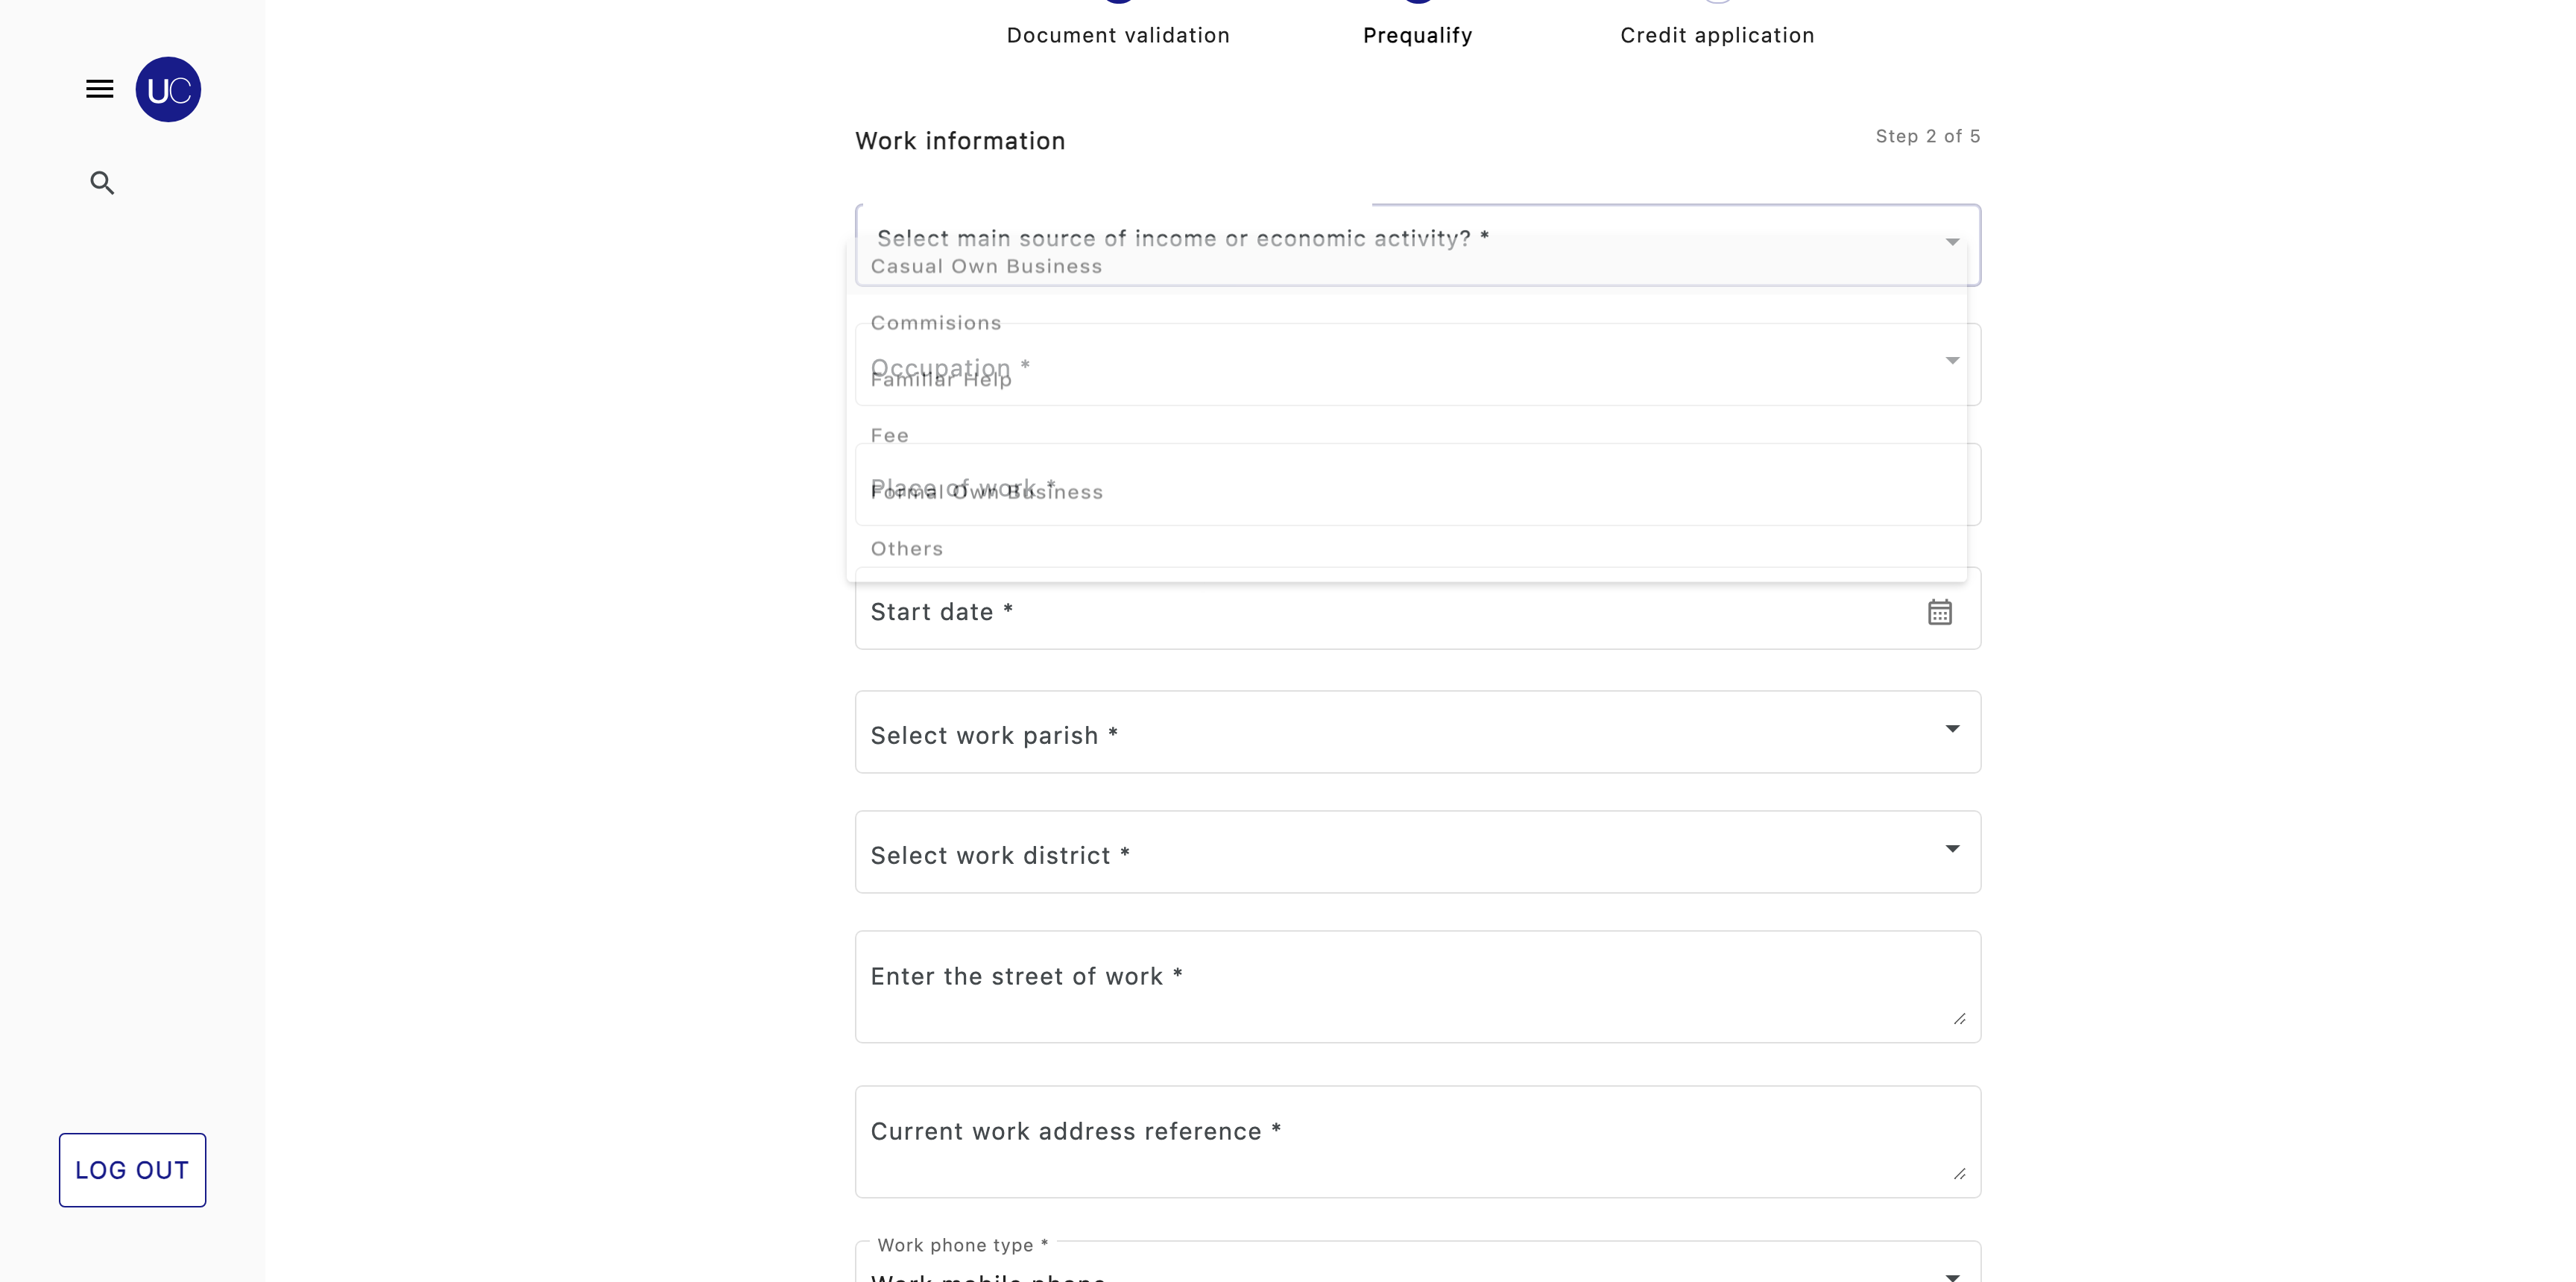 Document validation
Prequalify
Credit application
UC
Work information
Step 2 of 5
Select main source of income or economic activity? *
Casual Own Business
Commisions
Occupation *
Familiar Help
Fee
Place of work *
Formal Own Business
Others
Start date *
Select work parish *
Select work district *
Enter the street of work *
Current work address reference *
LOG OUT
Work phone type *
Work mobile phone